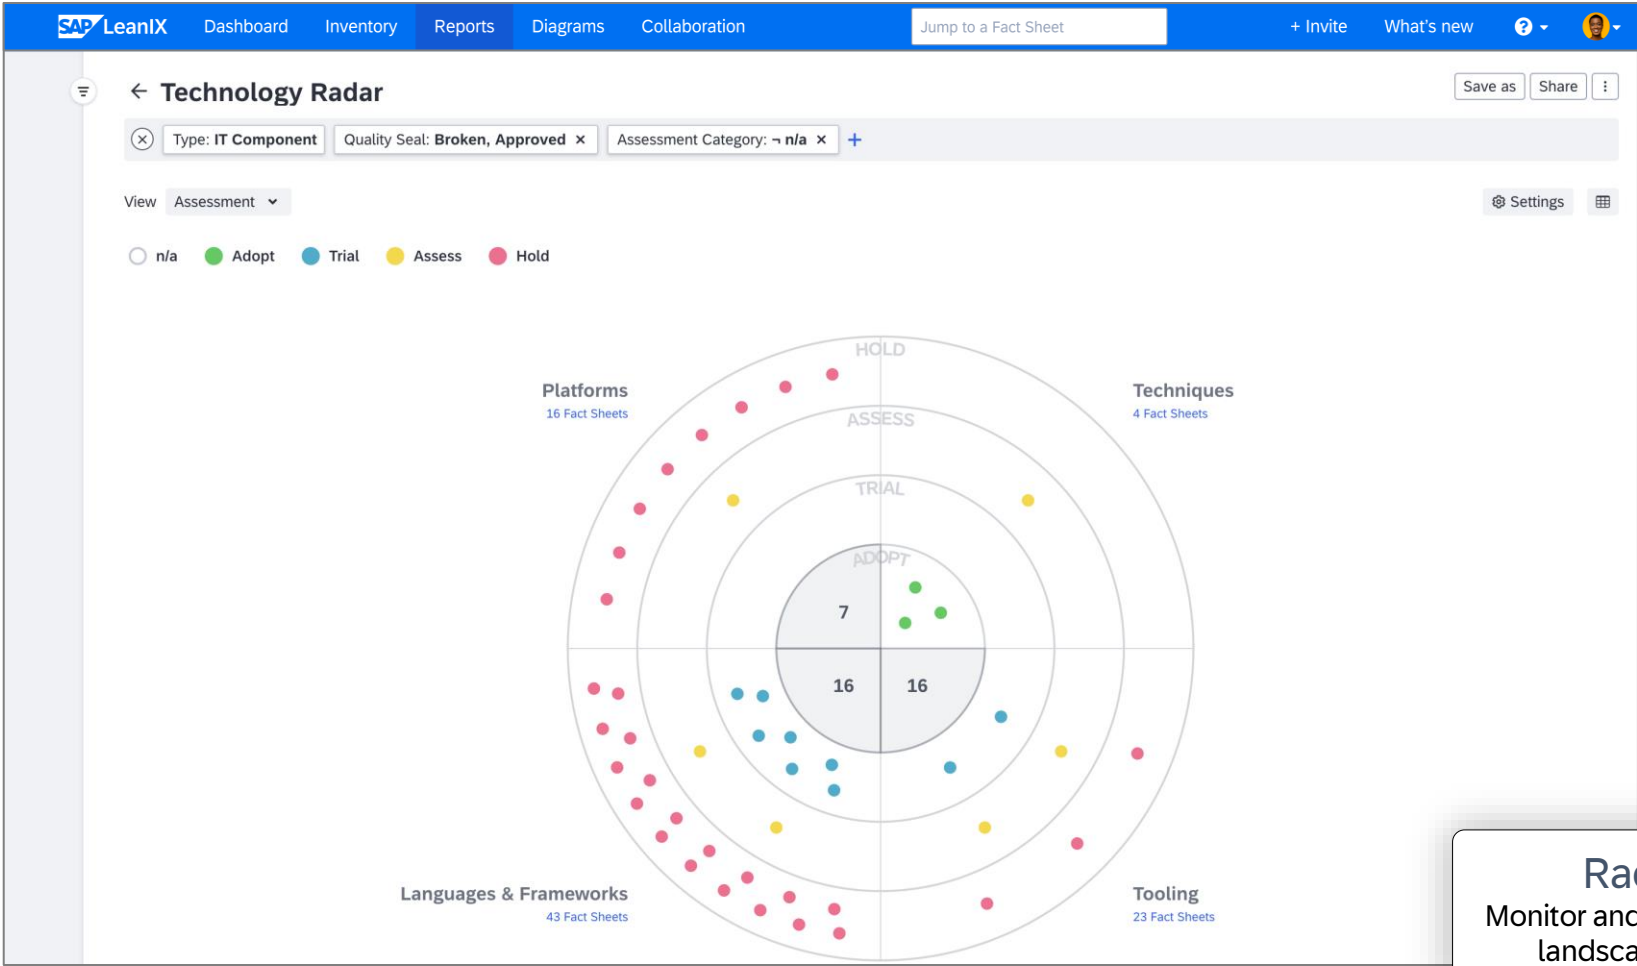 SAP LeanIX Dashboard Inventory Reports Diagrams Collaboration Jump to a Fact Sheet + Invite What's new ?
← Technology Radar
Save as Share
Type: IT Component Quality Seal: Broken, Approved × Assessment Category: ¬ n/a × +
View Assessment
Settings
n/a Adopt Trial Assess Hold
HOLD
Platforms
16 Fact Sheets
Techniques
4 Fact Sheets
ASSESS
TRIAL
ADOPT
7
16 16
Languages & Frameworks
43 Fact Sheets
Tooling
23 Fact Sheets
Monitor and